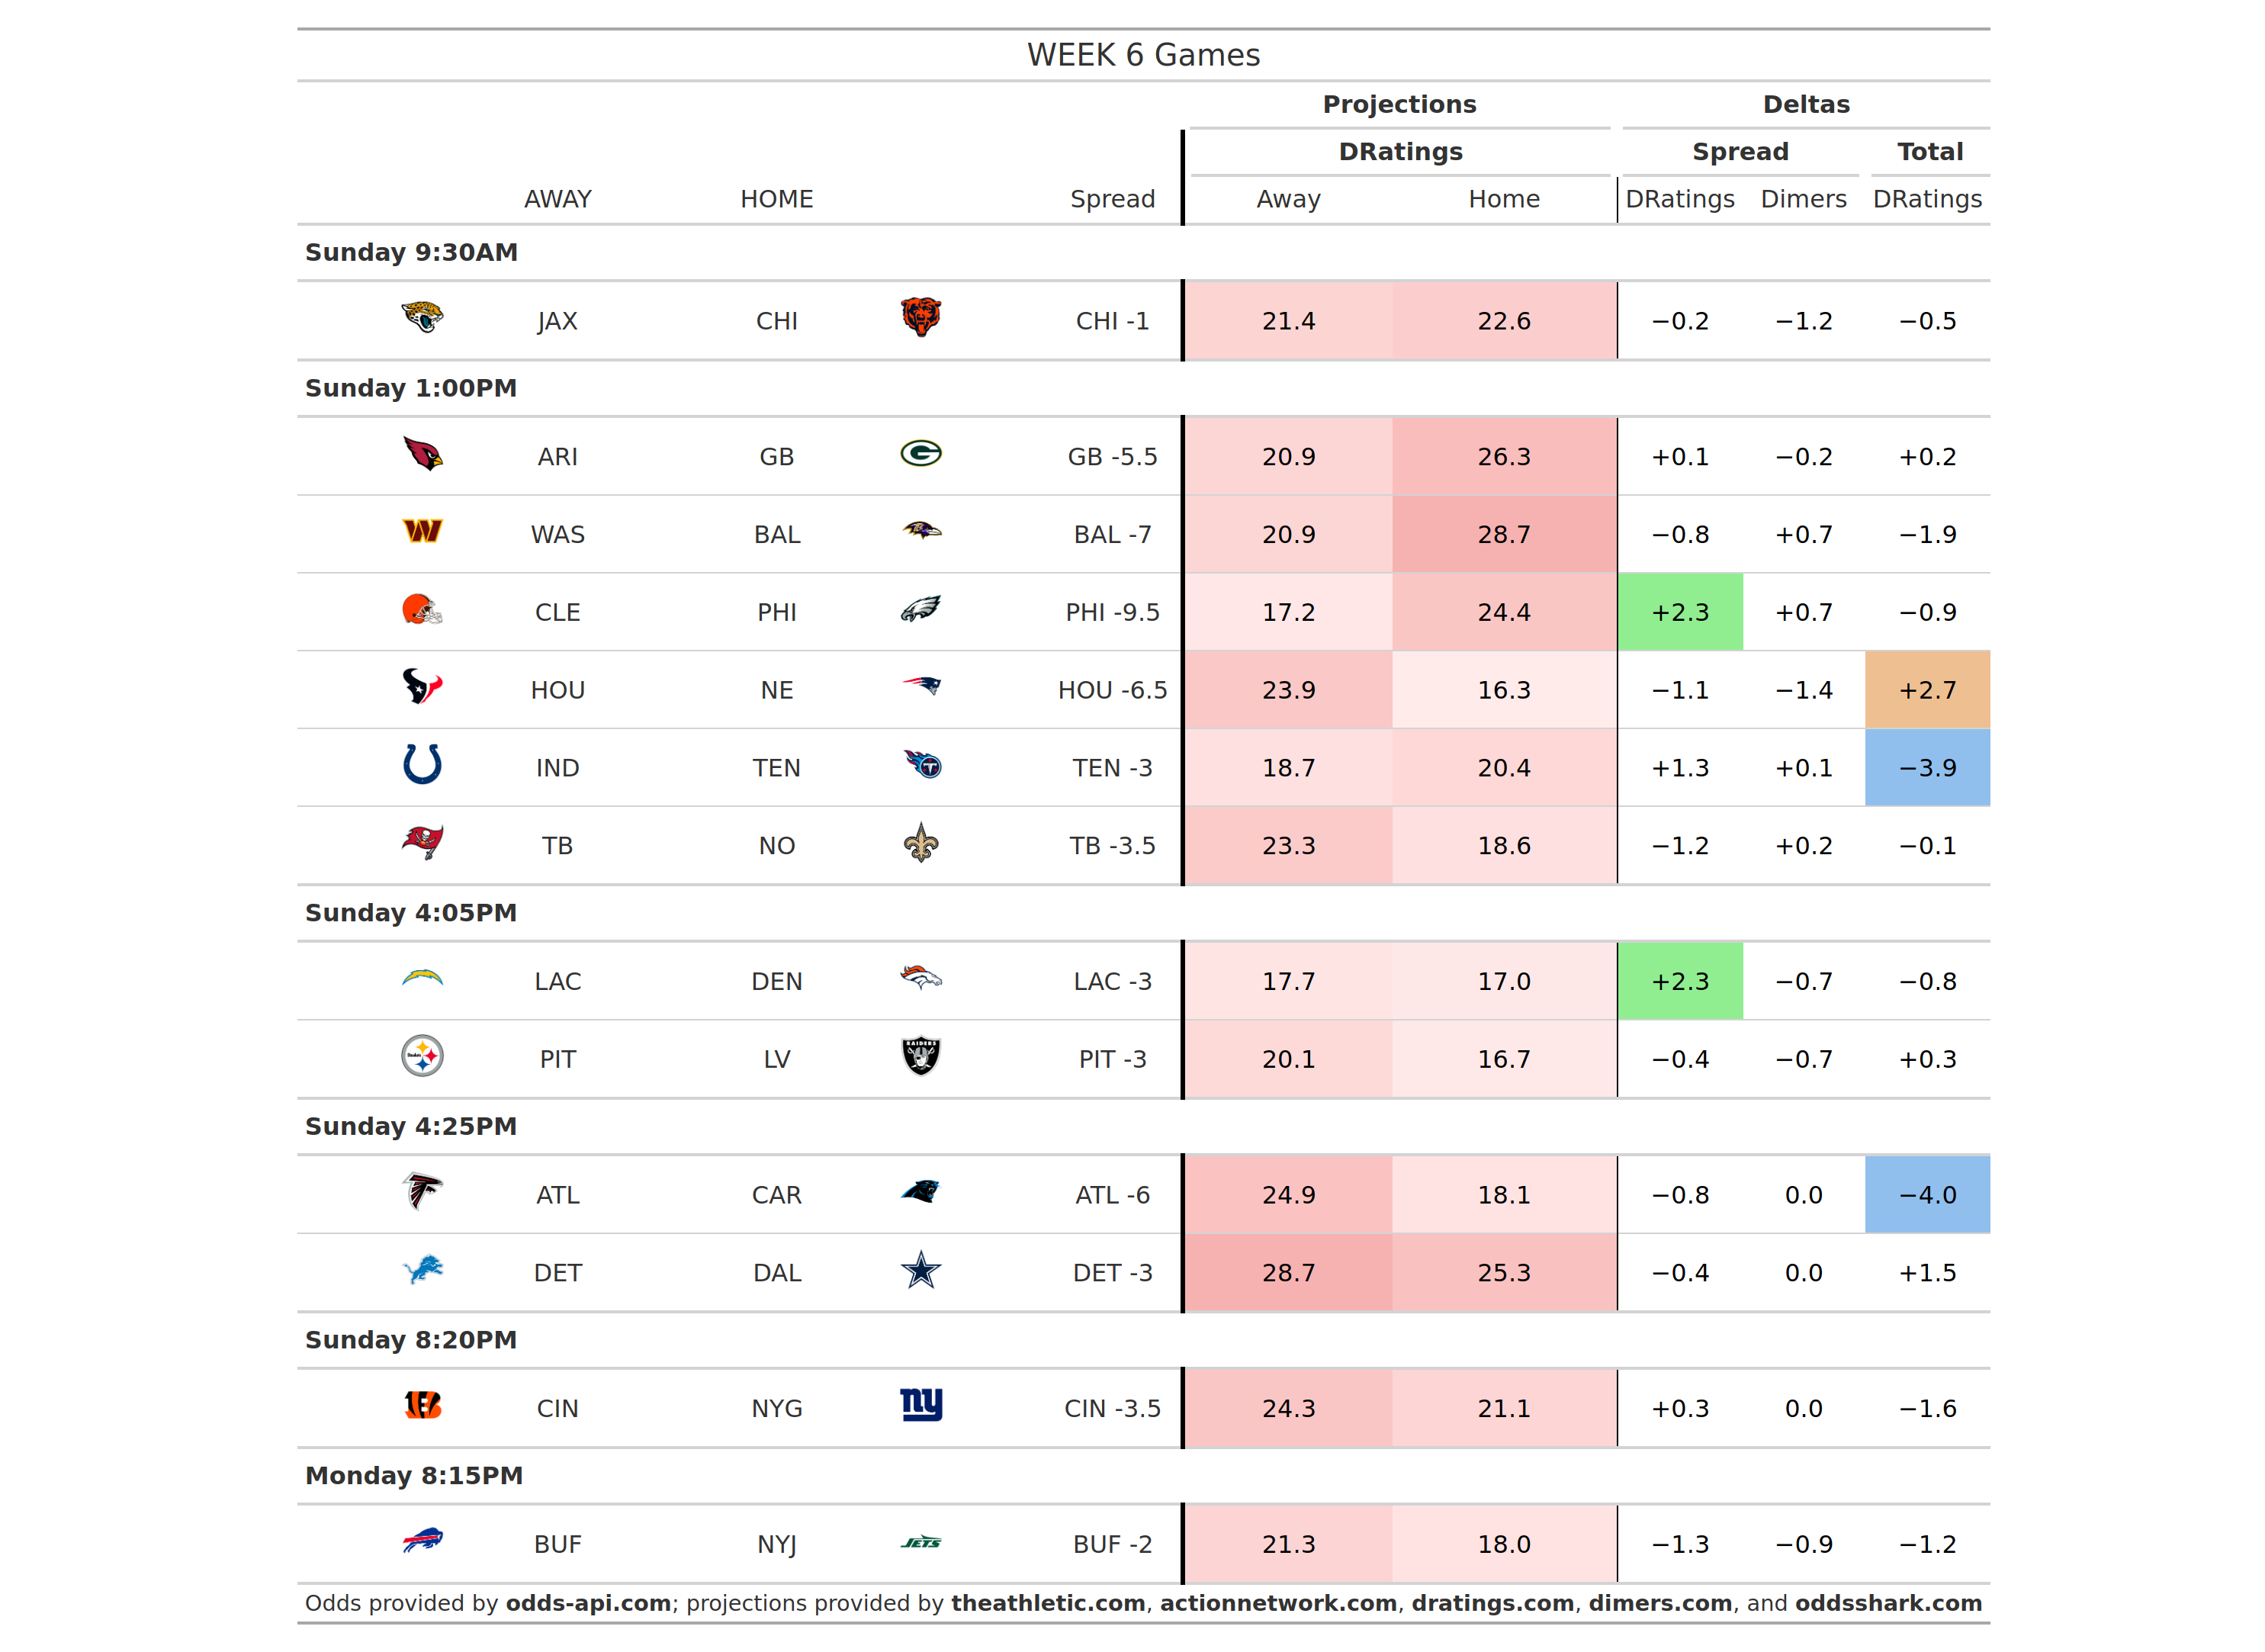 WEEK 6 Games
Projections Deltas
DRatings Spread Total
AWAY HOME Spread Away Home DRatings Dimers DRatings
Sunday 9:30AM
JAX CHI CHI -1 21.4 22.6 −0.2 −1.2 −0.5
Sunday 1:00PM
ARI GB GB -5.5 20.9 26.3 +0.1 −0.2 +0.2
WAS BAL BAL -7 20.9 28.7 −0.8 +0.7 −1.9
CLE PHI PHI -9.5 17.2 24.4 +2.3 +0.7 −0.9
HOU NE HOU -6.5 23.9 16.3 −1.1 −1.4 +2.7
IND TEN TEN -3 18.7 20.4 +1.3 +0.1 −3.9
TB NO TB -3.5 23.3 18.6 −1.2 +0.2 −0.1
Sunday 4:05PM
LAC DEN LAC -3 17.7 17.0 +2.3 −0.7 −0.8
PIT LV PIT -3 20.1 16.7 −0.4 −0.7 +0.3
Sunday 4:25PM
ATL CAR ATL -6 24.9 18.1 −0.8 0.0 −4.0
DET DAL DET -3 28.7 25.3 −0.4 0.0 +1.5
Sunday 8:20PM
CIN NYG ny CIN -3.5 24.3 21.1 +0.3 0.0 −1.6
Monday 8:15PM
BUF NYJ JETS BUF -2 21.3 18.0 −1.3 −0.9 −1.2
Odds provided by odds-api.com; projections provided by theathletic.com, actionnetwork.com, dratings.com, dimers.com, and oddsshark.com